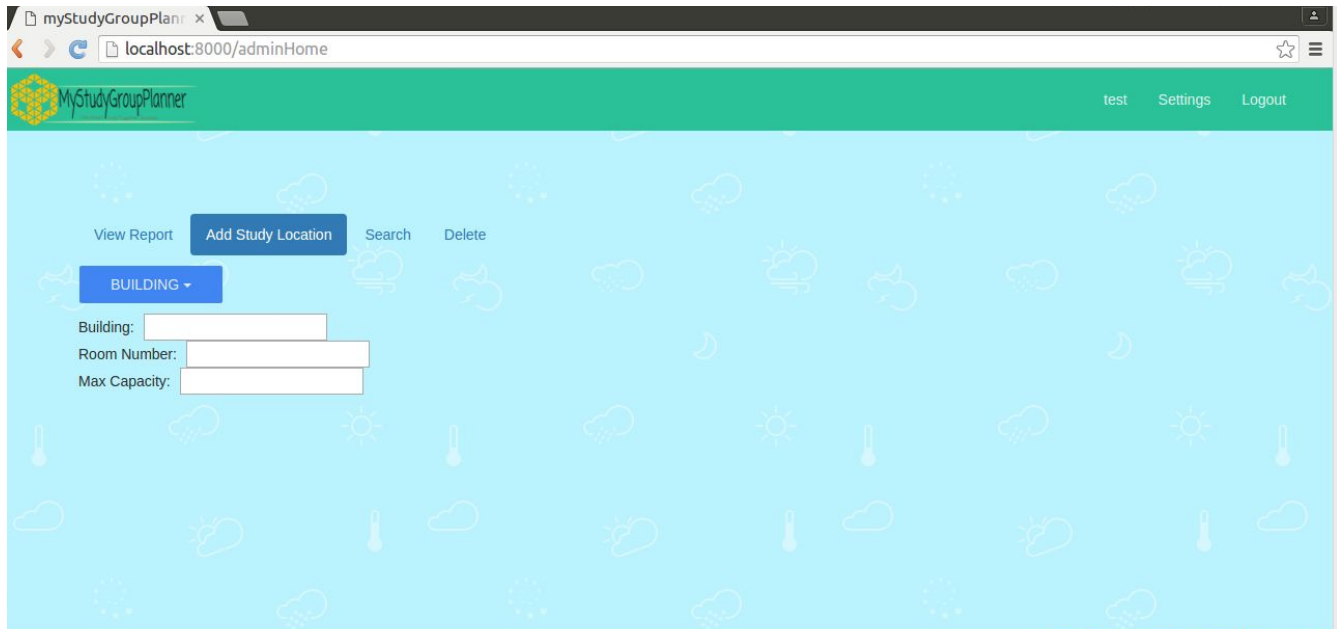 myStudyGroupPlann
localhost:8000/adminHome
MyStudyGroupPlanner
test Settings Logout
View Report Add Study Location Search Delete
BUILDING
Building:
Room Number:
Max Capacity: